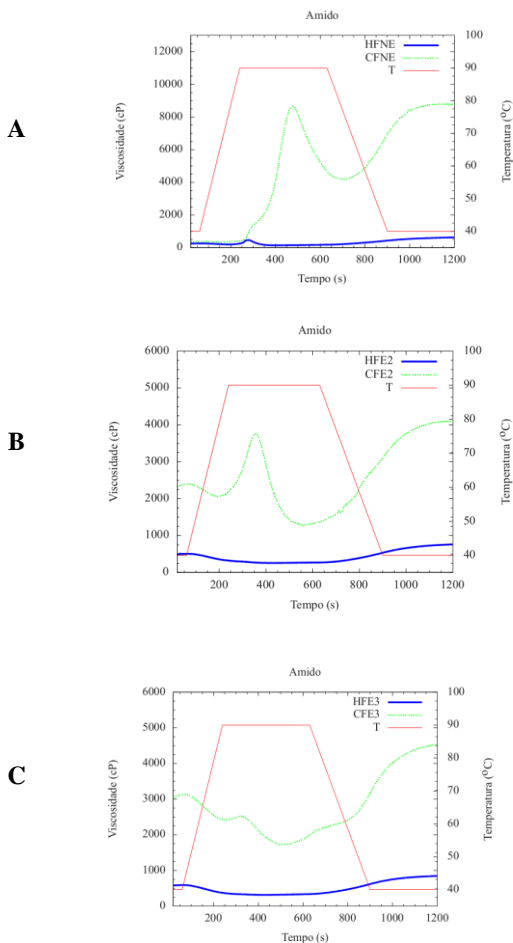 A
Amido
HFNE
CFNE
T
Viscosidade (cP)
12000
10000
8000
6000
4000
2000
0
Temperatura (°C)
100
90
80
70
60
50
40
200 400 600 800 1000 1200
Tempo (s)
B
Amido
HFE2
CFE2
T
Viscosidade (cP)
6000
5000
4000
3000
2000
1000
0
Temperatura (°C)
100
90
80
70
60
50
40
200 400 600 800 1000 1200
Tempo (s)
C
Amido
HFE3
CFE3
T
Viscosidade (cP)
6000
5000
4000
3000
2000
1000
0
Temperatura (°C)
100
90
80
70
60
50
40
200 400 600 800 1000 1200
Tempo (s)